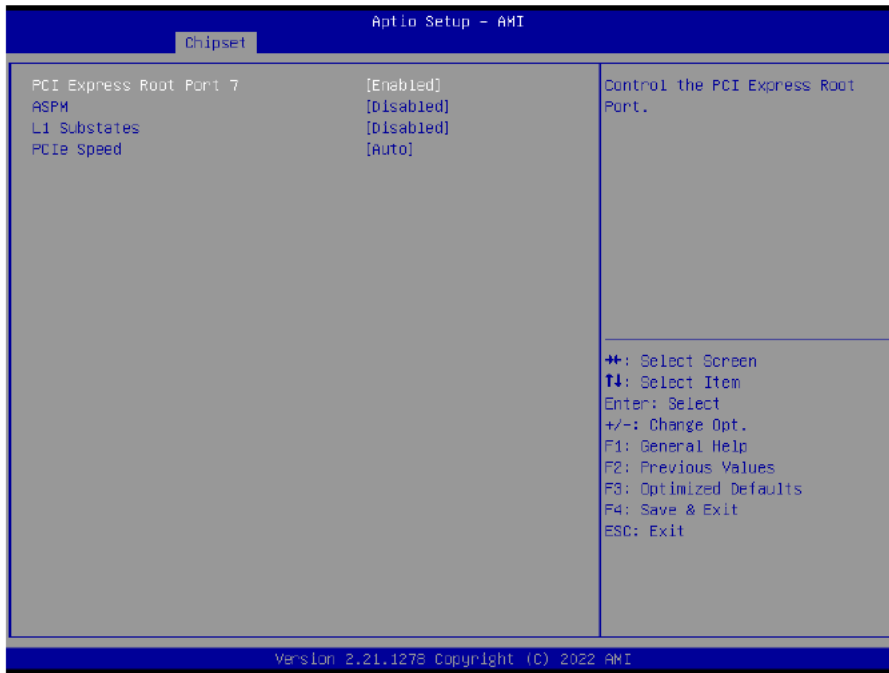 Aptio Setup - AMI
Chipset
PCI Express Root Port 7 [Enabled]
ASPM [Disabled]
L1 Substates [Disabled]
PCIe Speed [Auto]
Control the PCI Express Root
Port.
→←: Select Screen
↑↓: Select Item
Enter: Select
+/-: Change Opt.
F1: General Help
F2: Previous Values
F3: Optimized Defaults
F4: Save & Exit
ESC: Exit
Version 2.21.1278 Copyright (C) 2022 AMI